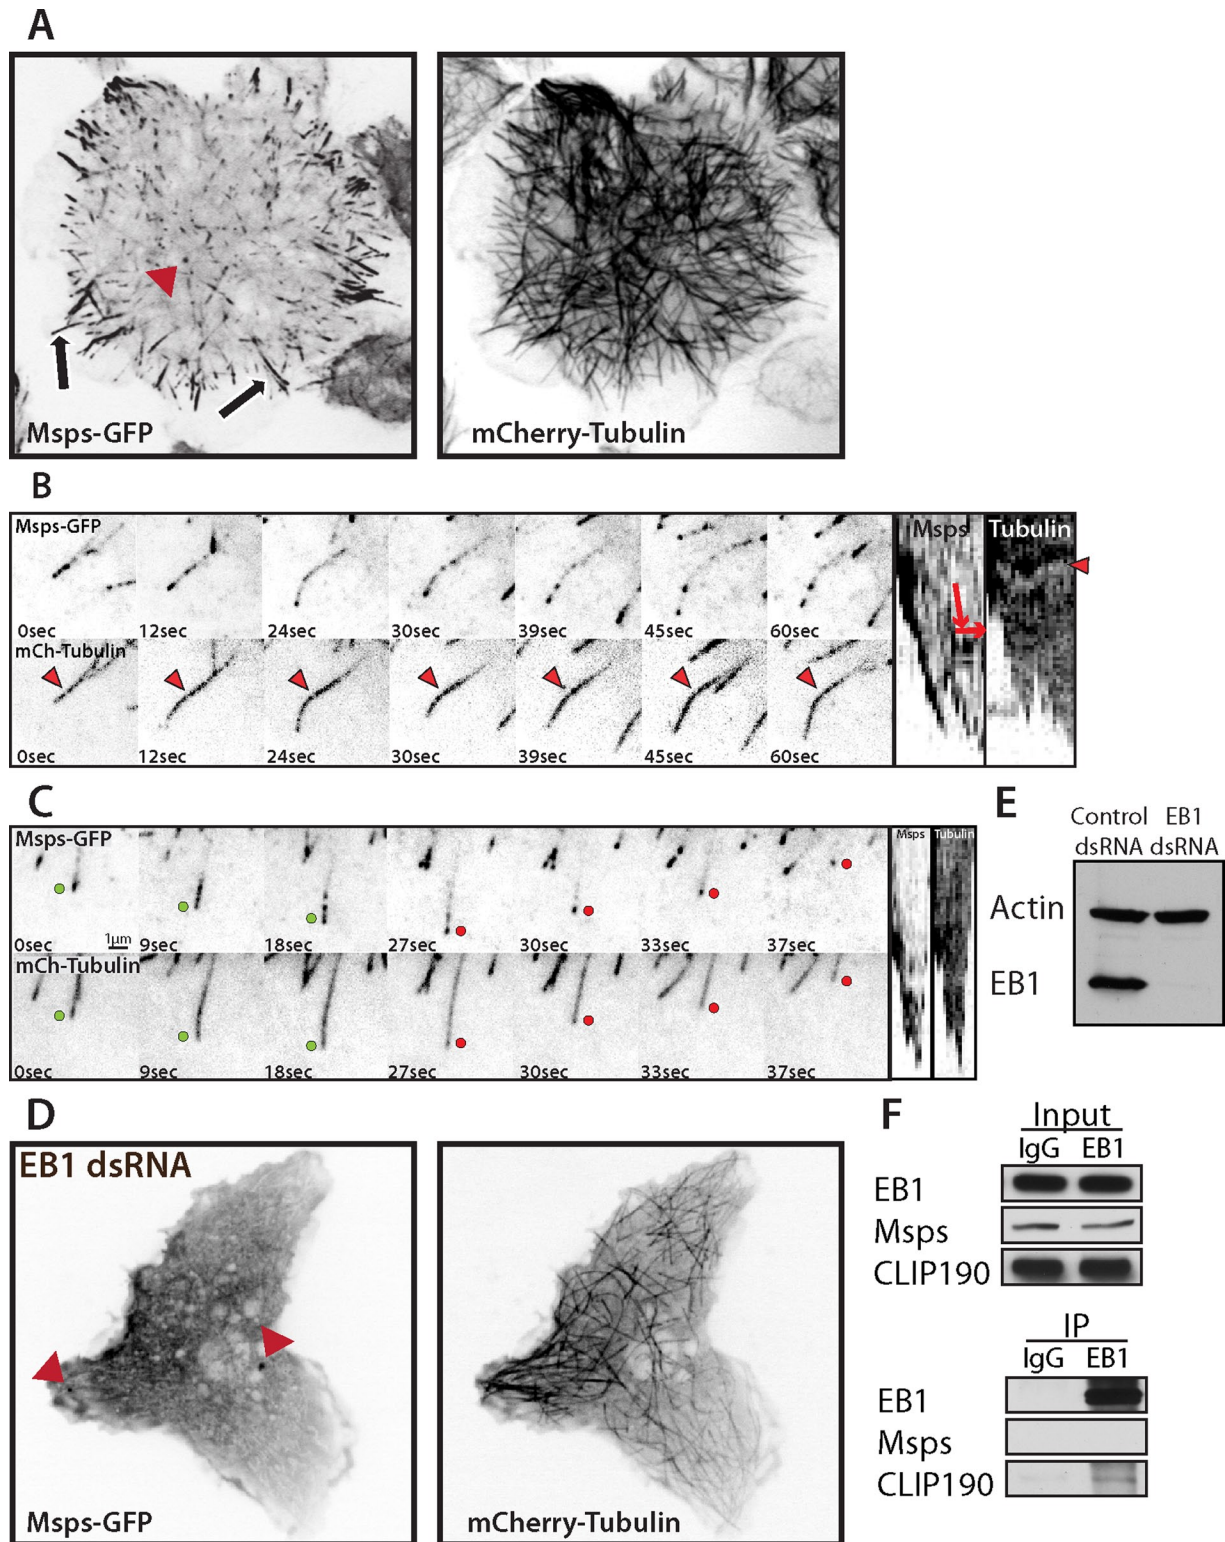 A
Msps-GFP
mCherry-Tubulin
B
Msps-GFP
0sec 12sec 24sec 30sec 39sec 45sec 60sec
mCh-Tubulin
0sec 12sec 24sec 30sec 39sec 45sec 60sec
Msps Tubulin
C
Msps-GFP
0sec 1μm 9sec 18sec 27sec 30sec 33sec 37sec
mCh-Tubulin
0sec 9sec 18sec 27sec 30sec 33sec 37sec
Msps Tubulin
E
Control EB1
dsRNA dsRNA
Actin
EB1
D
EB1 dsRNA
Msps-GFP
mCherry-Tubulin
F
Input
IgG EB1
EB1
Msps
CLIP190
IP
IgG EB1
EB1
Msps
CLIP190